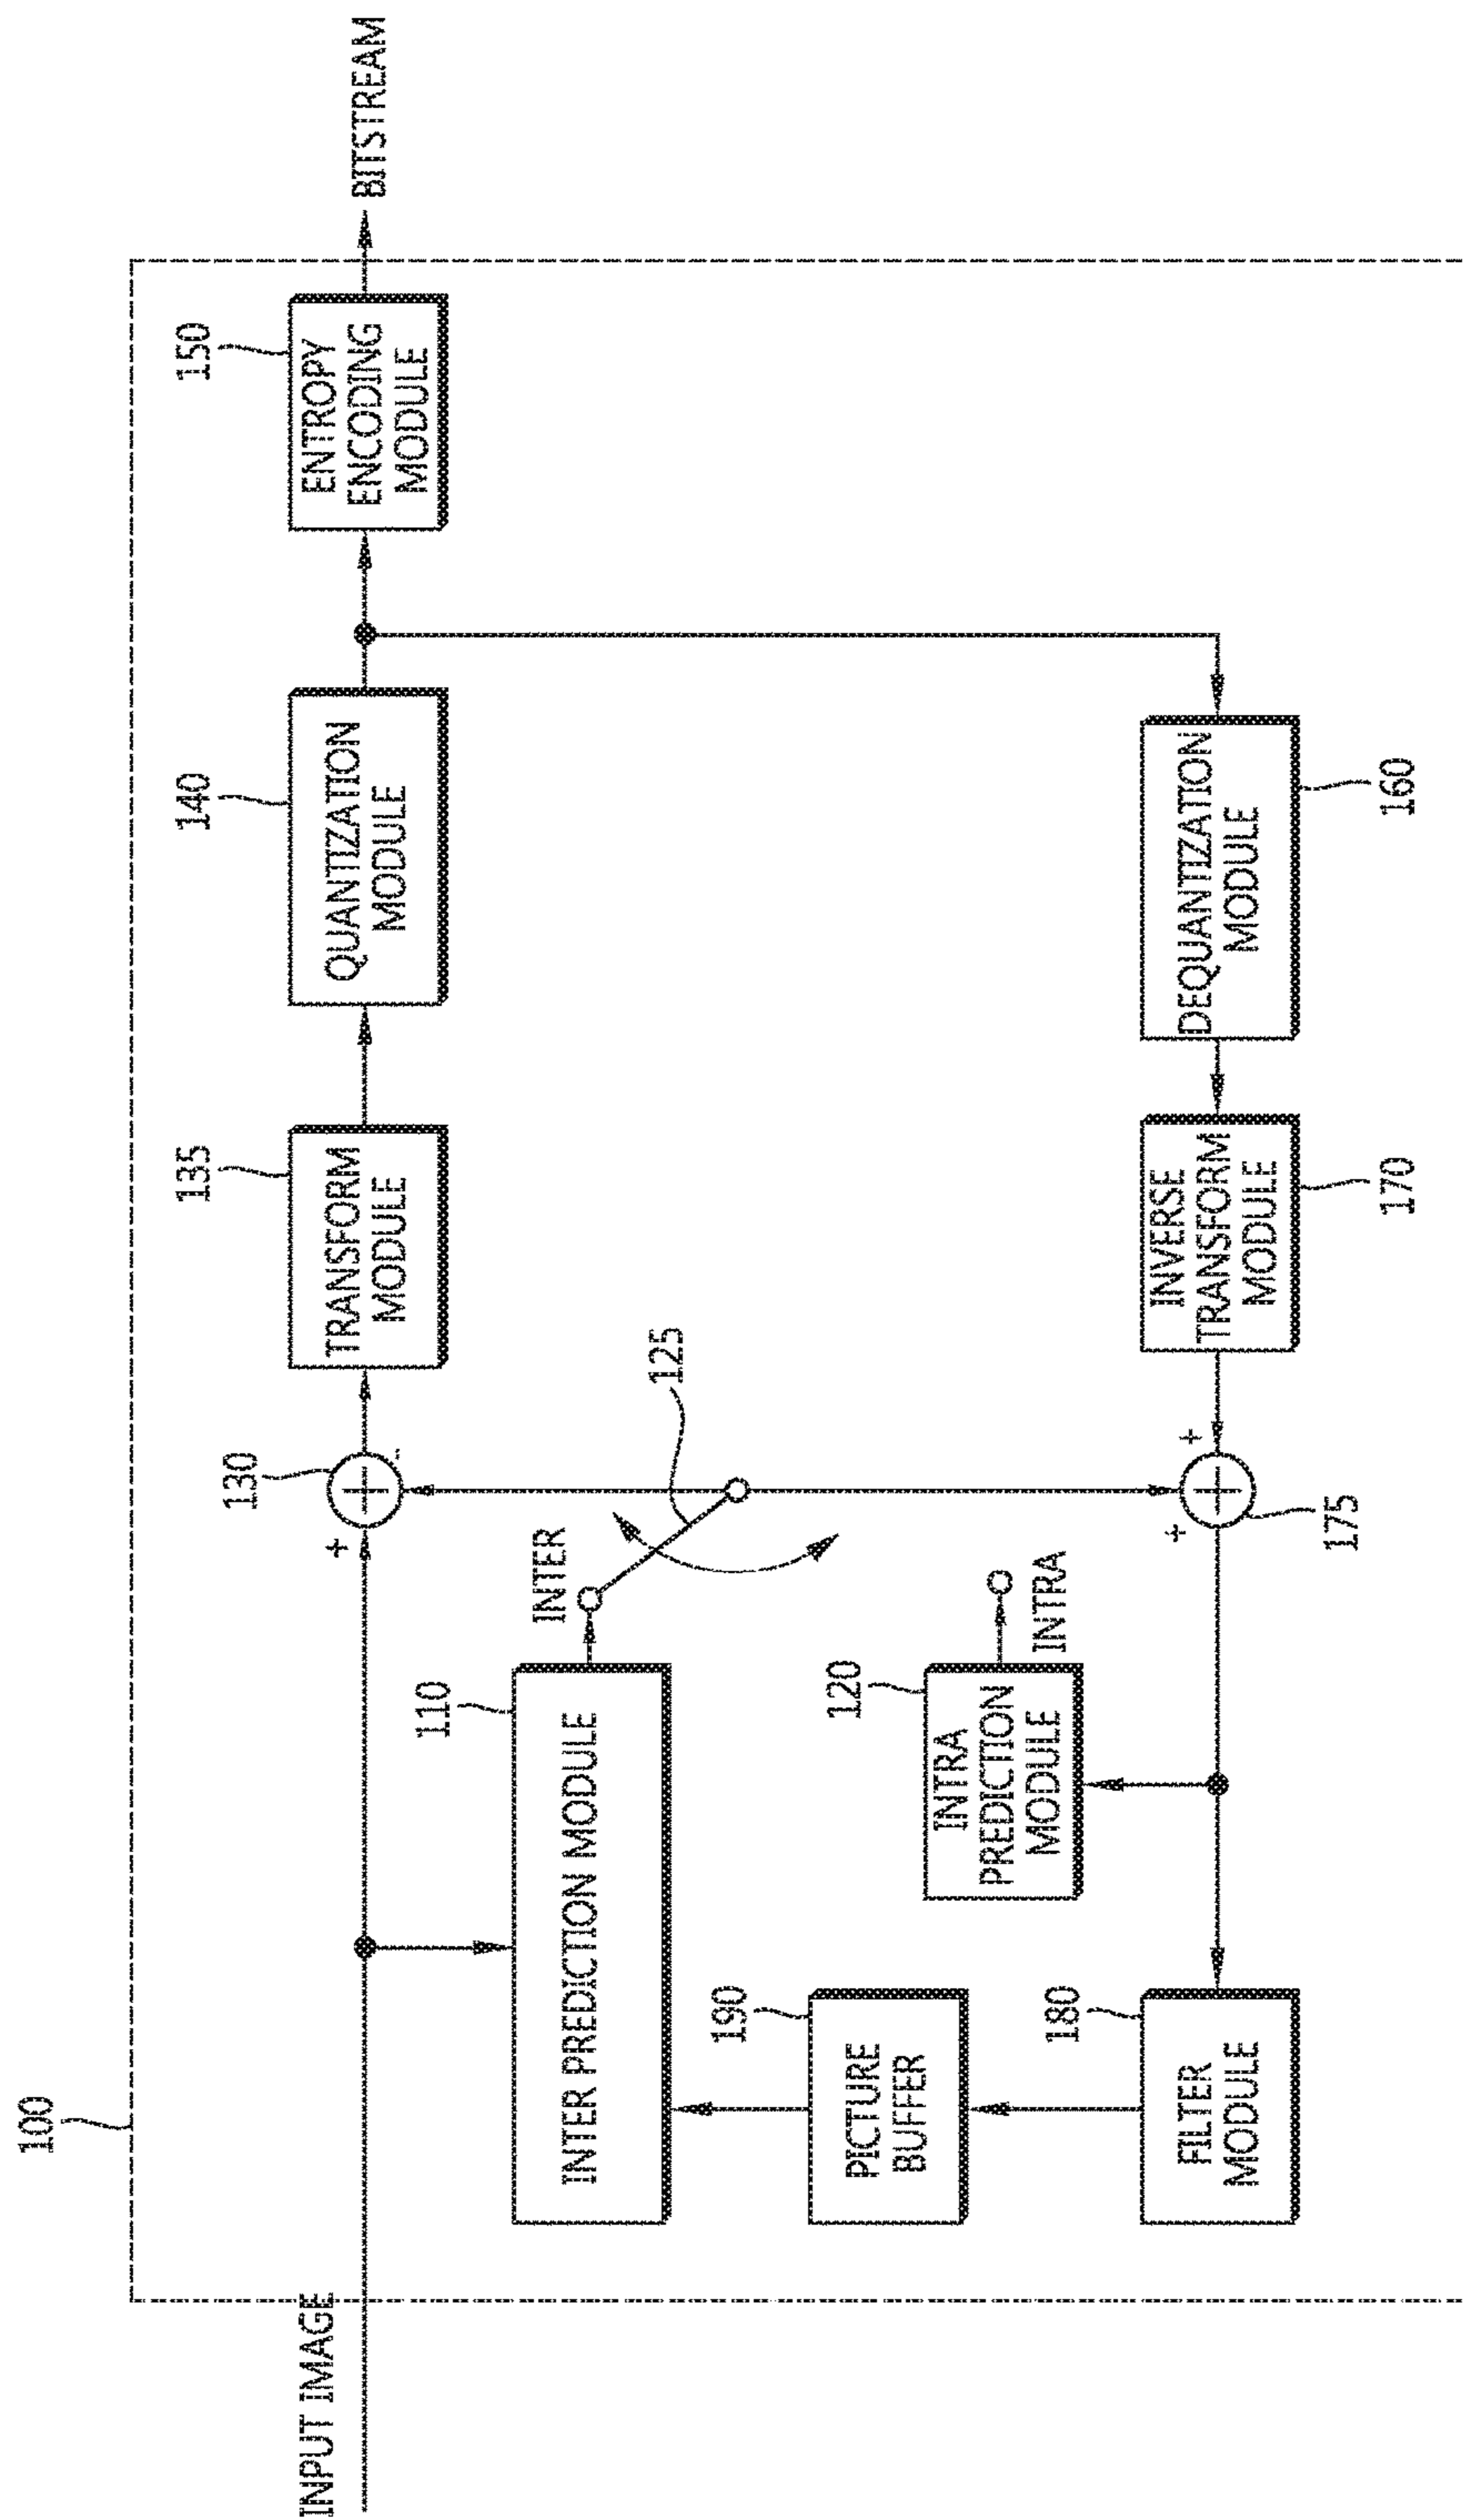 100
INPUT IMAGE
+
130
-
135
TRANSFORM
MODULE
140
QUANTIZATION
MODULE
150
ENTROPY
ENCODING
MODULE
BITSTREAM
110
INTER PREDICTION MODULE
INTER
125
190
PICTURE
BUFFER
120
INTRA
PREDICTION
MODULE
INTRA
180
FILTER
MODULE
+
+
175
INVERSE
TRANSFORM
MODULE
170
DEQUANTIZATION
MODULE
160